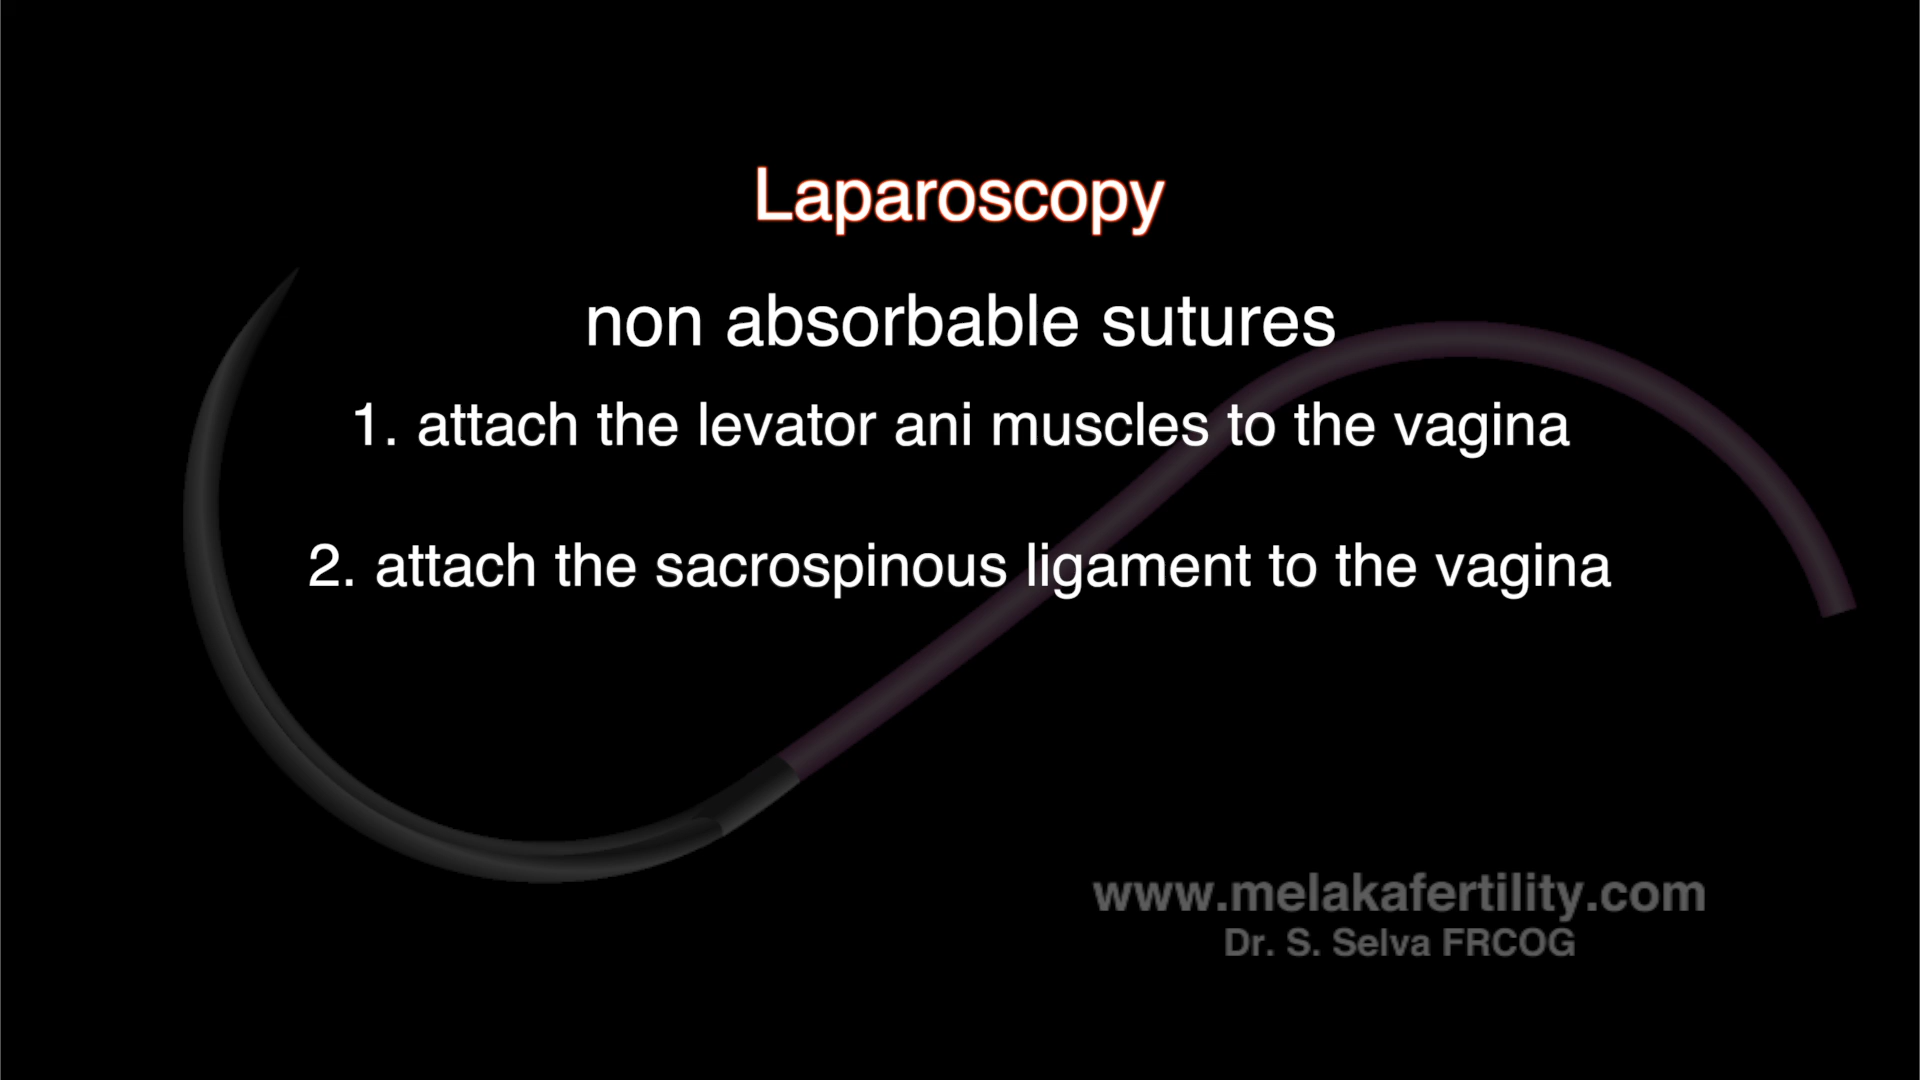 Laparoscopy
non absorbable sutures
1. attach the levator ani muscles to the vagina
2. attach the sacrospinous ligament to the vagina
www.melakafertility.com
Dr. S. Selva FRCOG